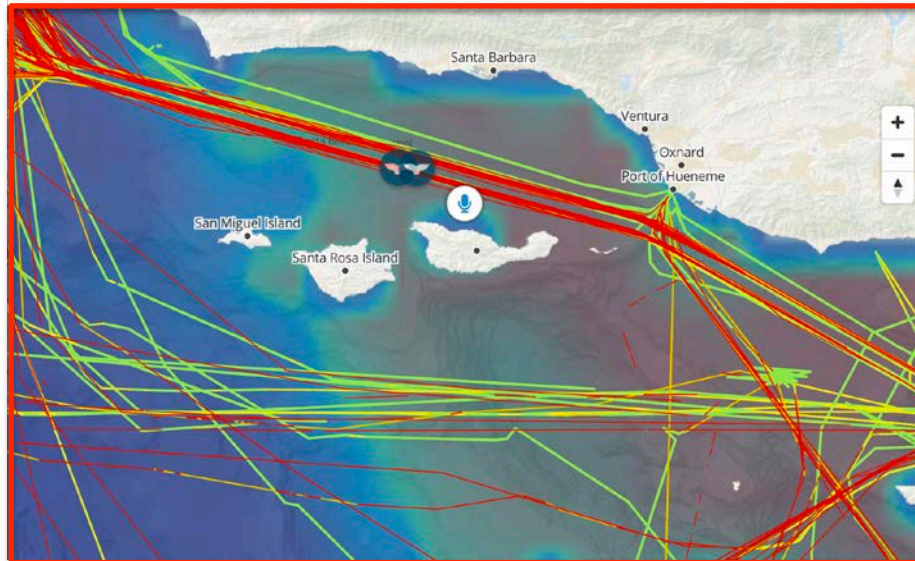 Santa Barbara
Ventura
Oxnard
Port of Hueneme
San Miguel Island
Santa Rosa Island